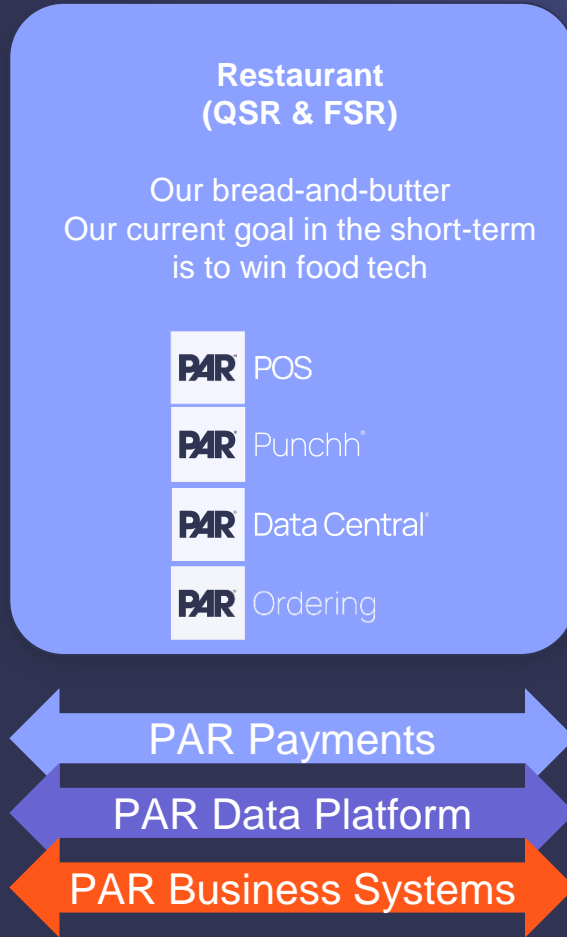 Restaurant
(QSR & FSR)
Our bread-and-butter
Our current goal in the short-term
is to win food tech
PAR POS
PAR Punchh®
PAR Data Central®
PAR Ordering
PAR Payments
PAR Data Platform
PAR Business Systems